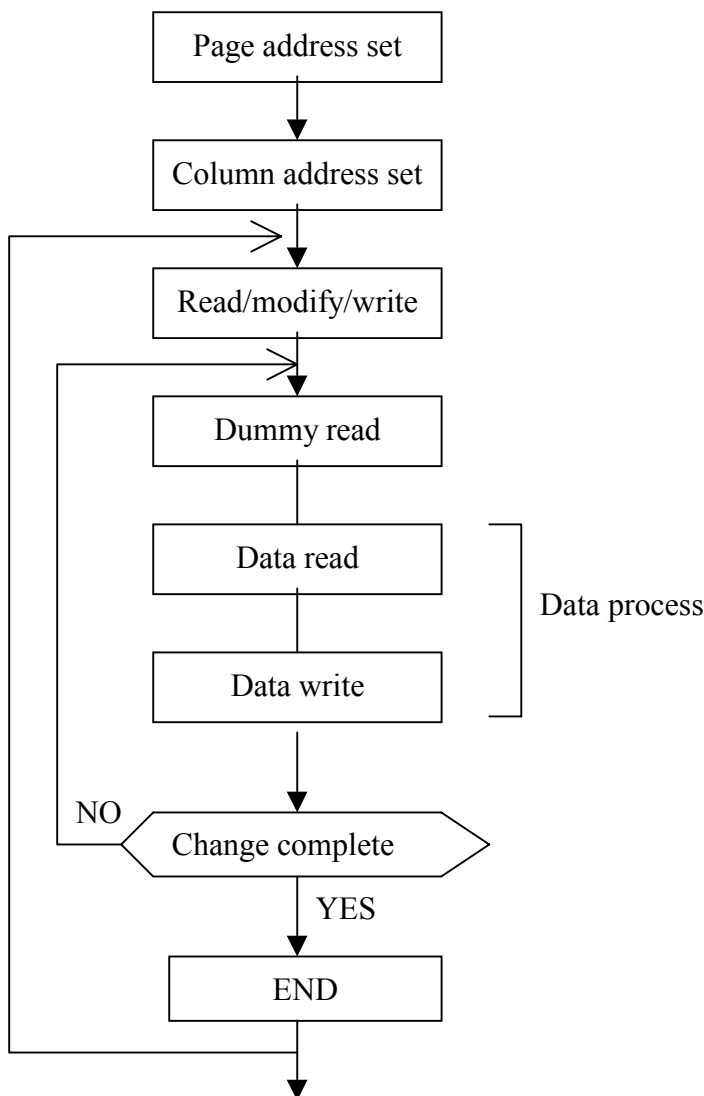 Page address set
Column address set
Read/modify/write
Dummy read
Data read
Data process
Data write
NO
Change complete
YES
END